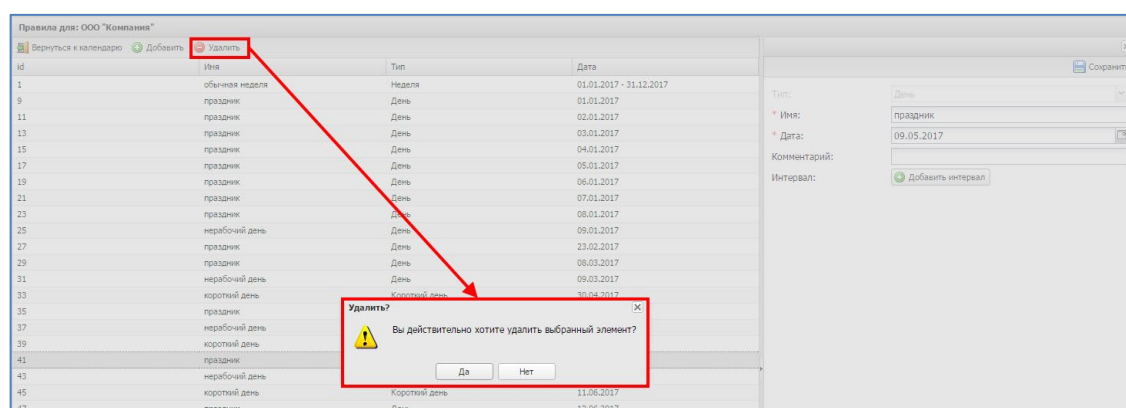 Правила для: ООО "Компания"
Вернуться к календарю Добавить Удалить
Сохранить
id Имя Тип Дата
1 обычная неделя Неделя 01.01.2017 - 31.12.2017
9 праздник День 01.01.2017
11 праздник День 02.01.2017
13 праздник День 03.01.2017
15 праздник День 04.01.2017
17 праздник День 05.01.2017
19 праздник День 06.01.2017
21 праздник День 07.01.2017
23 праздник День 08.01.2017
25 нерабочий день День 09.01.2017
27 праздник День 23.02.2017
29 праздник День 08.03.2017
31 нерабочий день День 09.03.2017
33 короткий день Короткий день 30.04.2017
35 праздник
37 нерабочий день
39 короткий день
41 праздник
43 нерабочий день
45 короткий день Короткий день 11.06.2017
47 праздник День 12.06.2017
Тип: День
* Имя: праздник
* Дата: 09.05.2017
Комментарий:
Интервал: Добавить интервал
Удалить?
Вы действительно хотите удалить выбранный элемент?
Да Нет